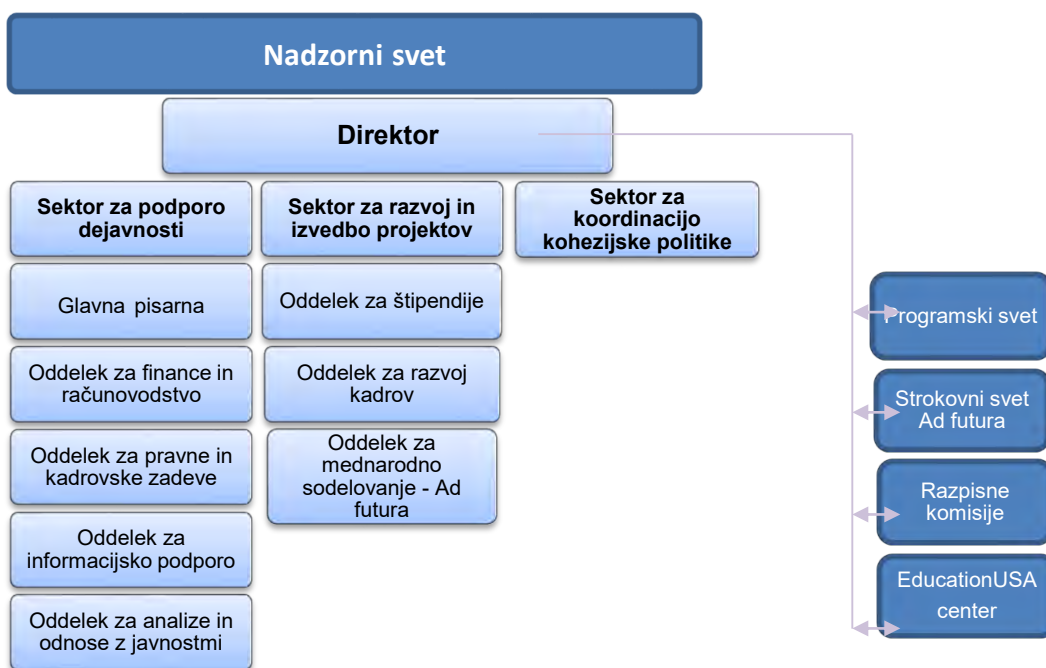 Nadzorni svet
Direktor
Sektor za podporo
dejavnosti
Glavna pisarna
Oddelek za finance in
računovodstvo
Oddelek za pravne in
kadrovske zadeve
Oddelek za
informacijsko podporo
Oddelek za analize in
odnose z javnostmi
Sektor za razvoj in
izvedbo projektov
Oddelek za štipendije
Oddelek za razvoj
kadrov
Oddelek za
mednarodno
sodelovanje - Ad
futura
Sektor za
koordinacijo
kohezijske politike
Programski svet
Strokovni svet
Ad futura
Razpisne
komisije
EducationUSA
center